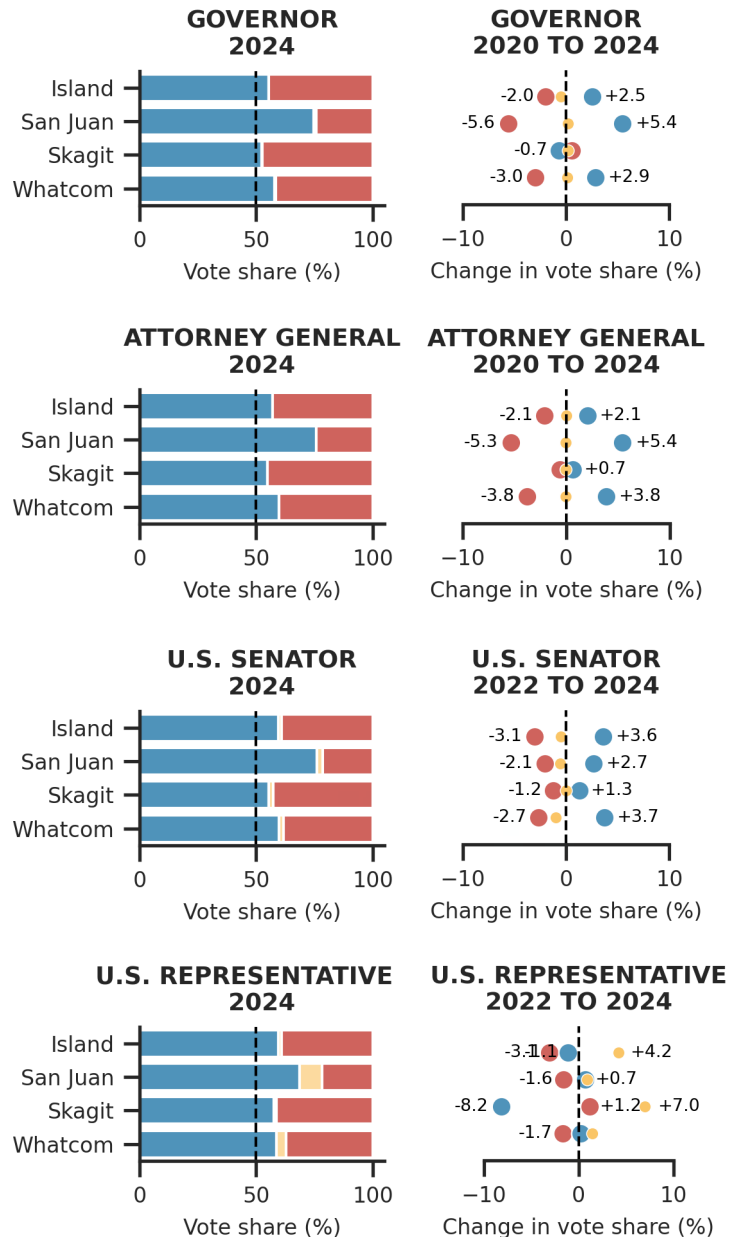 GOVERNOR
2024
Island
San Juan
Skagit
Whatcom
0 50 100
Vote share (%)
GOVERNOR
2020 TO 2024
-2.0 +2.5
-5.6 +5.4
-0.7
-3.0 +2.9
−10 0 10
Change in vote share (%)
ATTORNEY GENERAL
2024
Island
San Juan
Skagit
Whatcom
0 50 100
Vote share (%)
ATTORNEY GENERAL
2020 TO 2024
-2.1 +2.1
-5.3 +5.4
+0.7
-3.8 +3.8
−10 0 10
Change in vote share (%)
U.S. SENATOR
2024
Island
San Juan
Skagit
Whatcom
0 50 100
Vote share (%)
U.S. SENATOR
2022 TO 2024
-3.1 +3.6
-2.1 +2.7
-1.2 +1.3
-2.7 +3.7
−10 0 10
Change in vote share (%)
U.S. REPRESENTATIVE
2024
Island
San Juan
Skagit
Whatcom
0 50 100
Vote share (%)
U.S. REPRESENTATIVE
2022 TO 2024
-3.1 -1.1 +4.2
-1.6 +0.7
-8.2 +1.2 +7.0
-1.7
−10 0 10
Change in vote share (%)